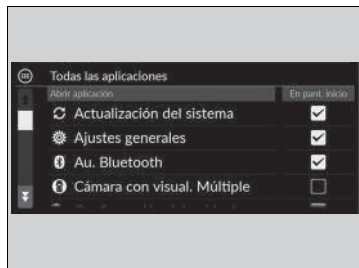 Todas las aplicaciones
Abrir aplicación En pant. inicio
Actualización del sistema
Ajustes generales
Au. Bluetooth
Cámara con visual. Múltiple